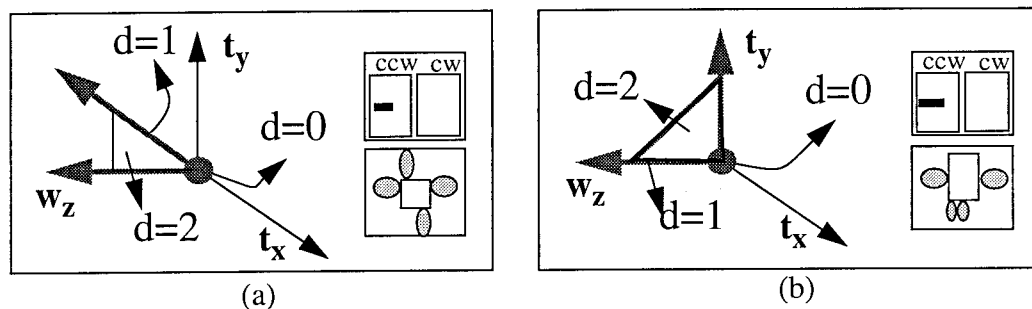 d=1
t_y
ccw cw
d=0
w_z
d=2
t_x
(a)
t_y
ccw cw
d=2
d=0
w_z
d=1
t_x
(b)